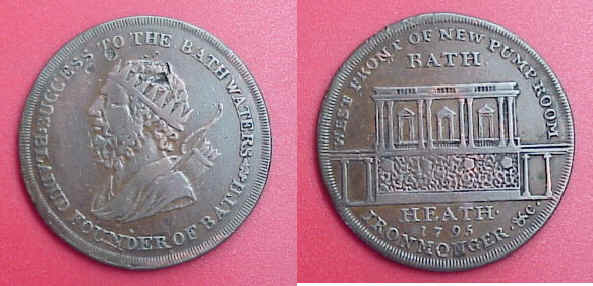 BLADUD FOUNDER OF BATH
SUCCESS TO THE BATH WATERS
WEST FRONT OF NEW PUMP-ROOM
BATH
HEATH
1795
IRONMONGER &C.